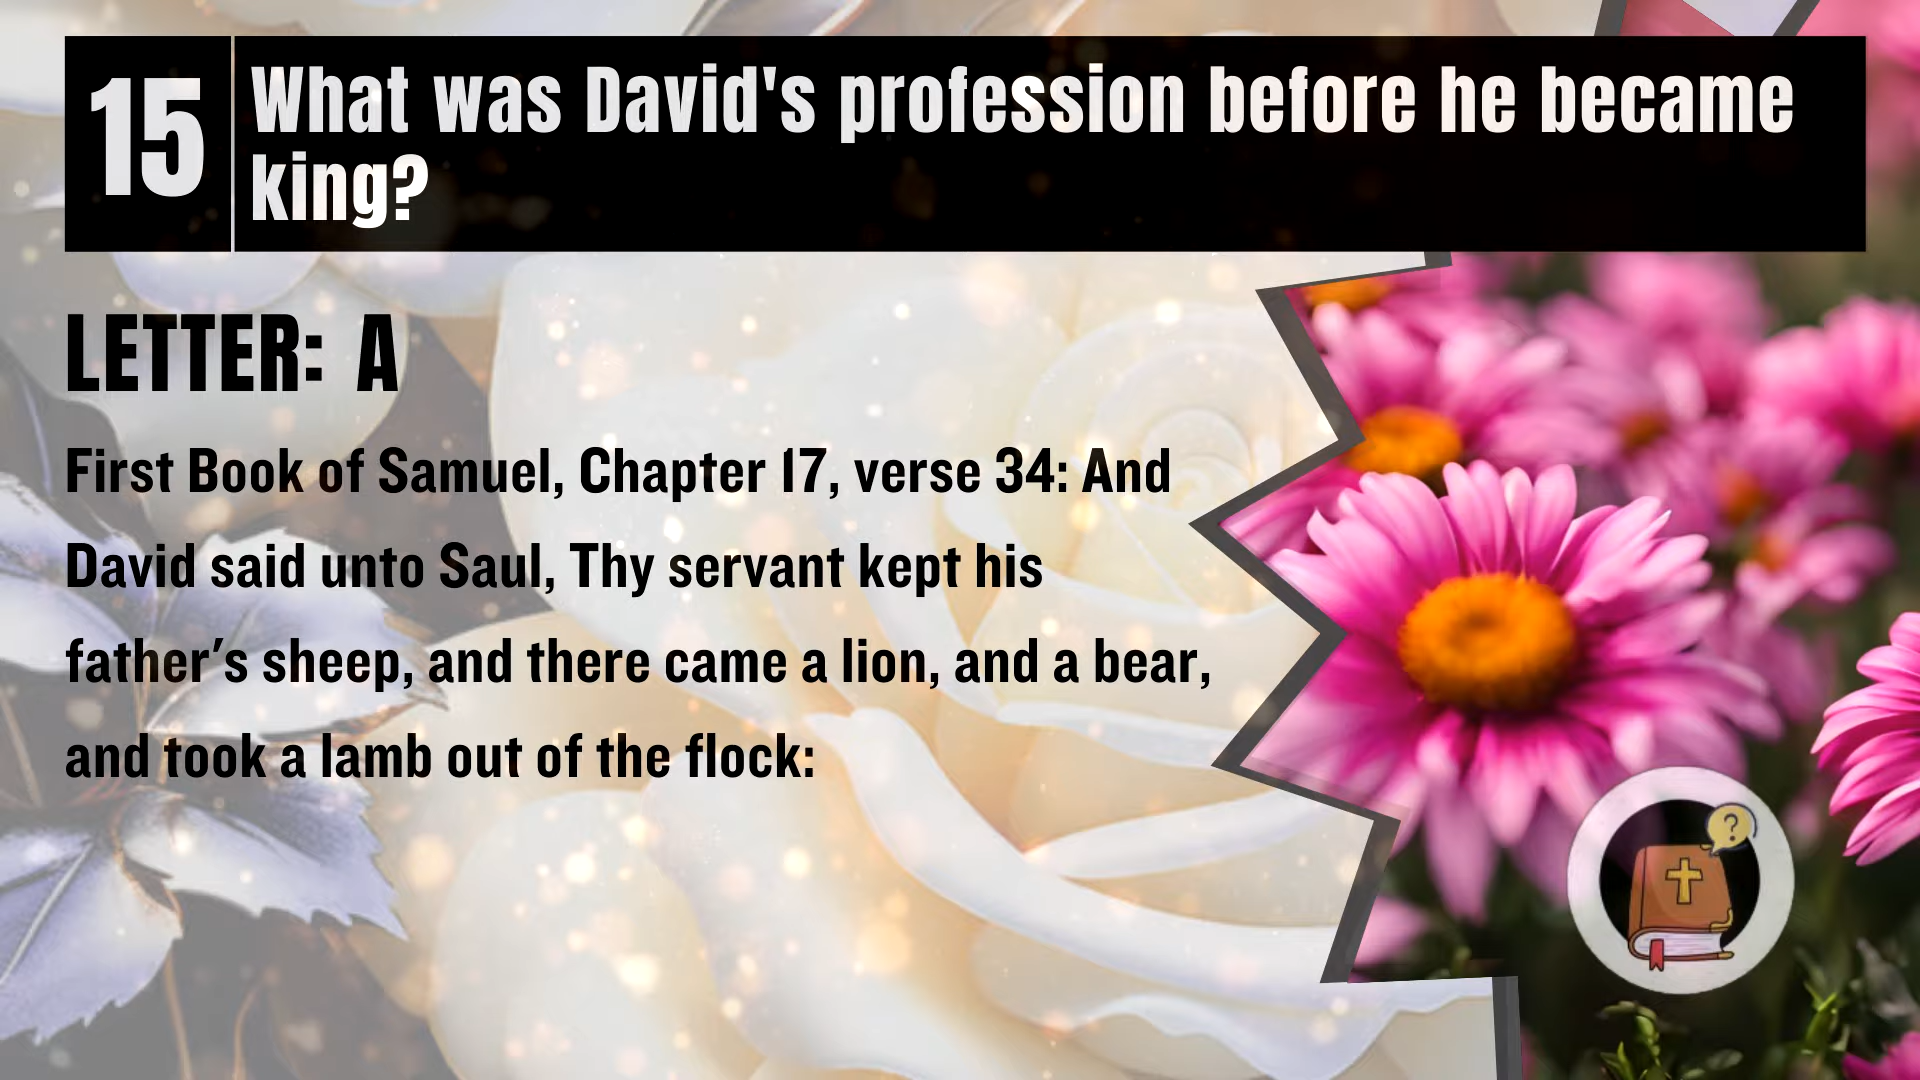 15
What was David's profession before he became
king?
LETTER: A
First Book of Samuel, Chapter 17, verse 34: And
David said unto Saul, Thy servant kept his
father′s sheep, and there came a lion, and a bear,
and took a lamb out of the flock:
?